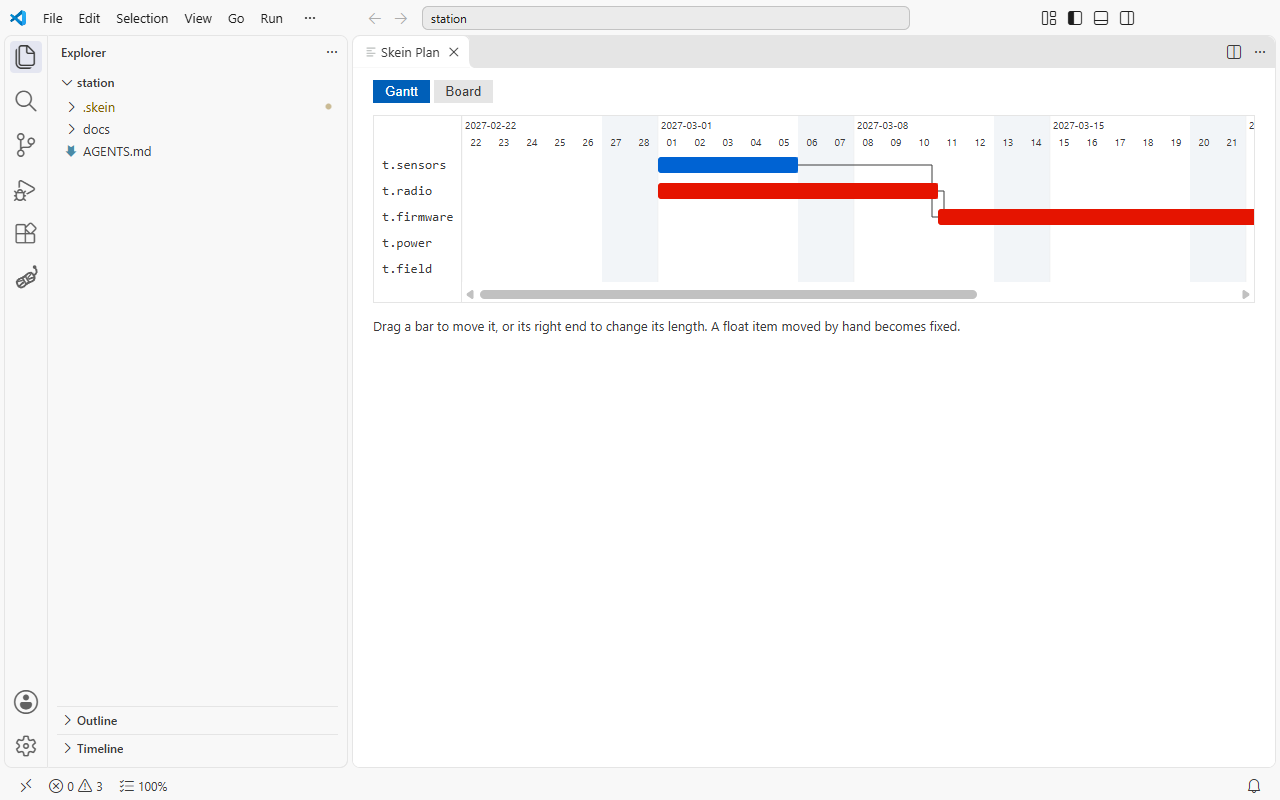 File Edit Selection View Go Run ···
station
Explorer
station
.skein
docs
AGENTS.md
Outline
Timeline
Skein Plan
Gantt Board
2027-02-22 2027-03-01 2027-03-08 2027-03-15 2
22 23 24 25 26 27 28 01 02 03 04 05 06 07 08 09 10 11 12 13 14 15 16 17 18 19 20 21
t.sensors
t.radio
t.firmware
t.power
t.field
Drag a bar to move it, or its right end to change its length. A float item moved by hand becomes fixed.
0 3 100%